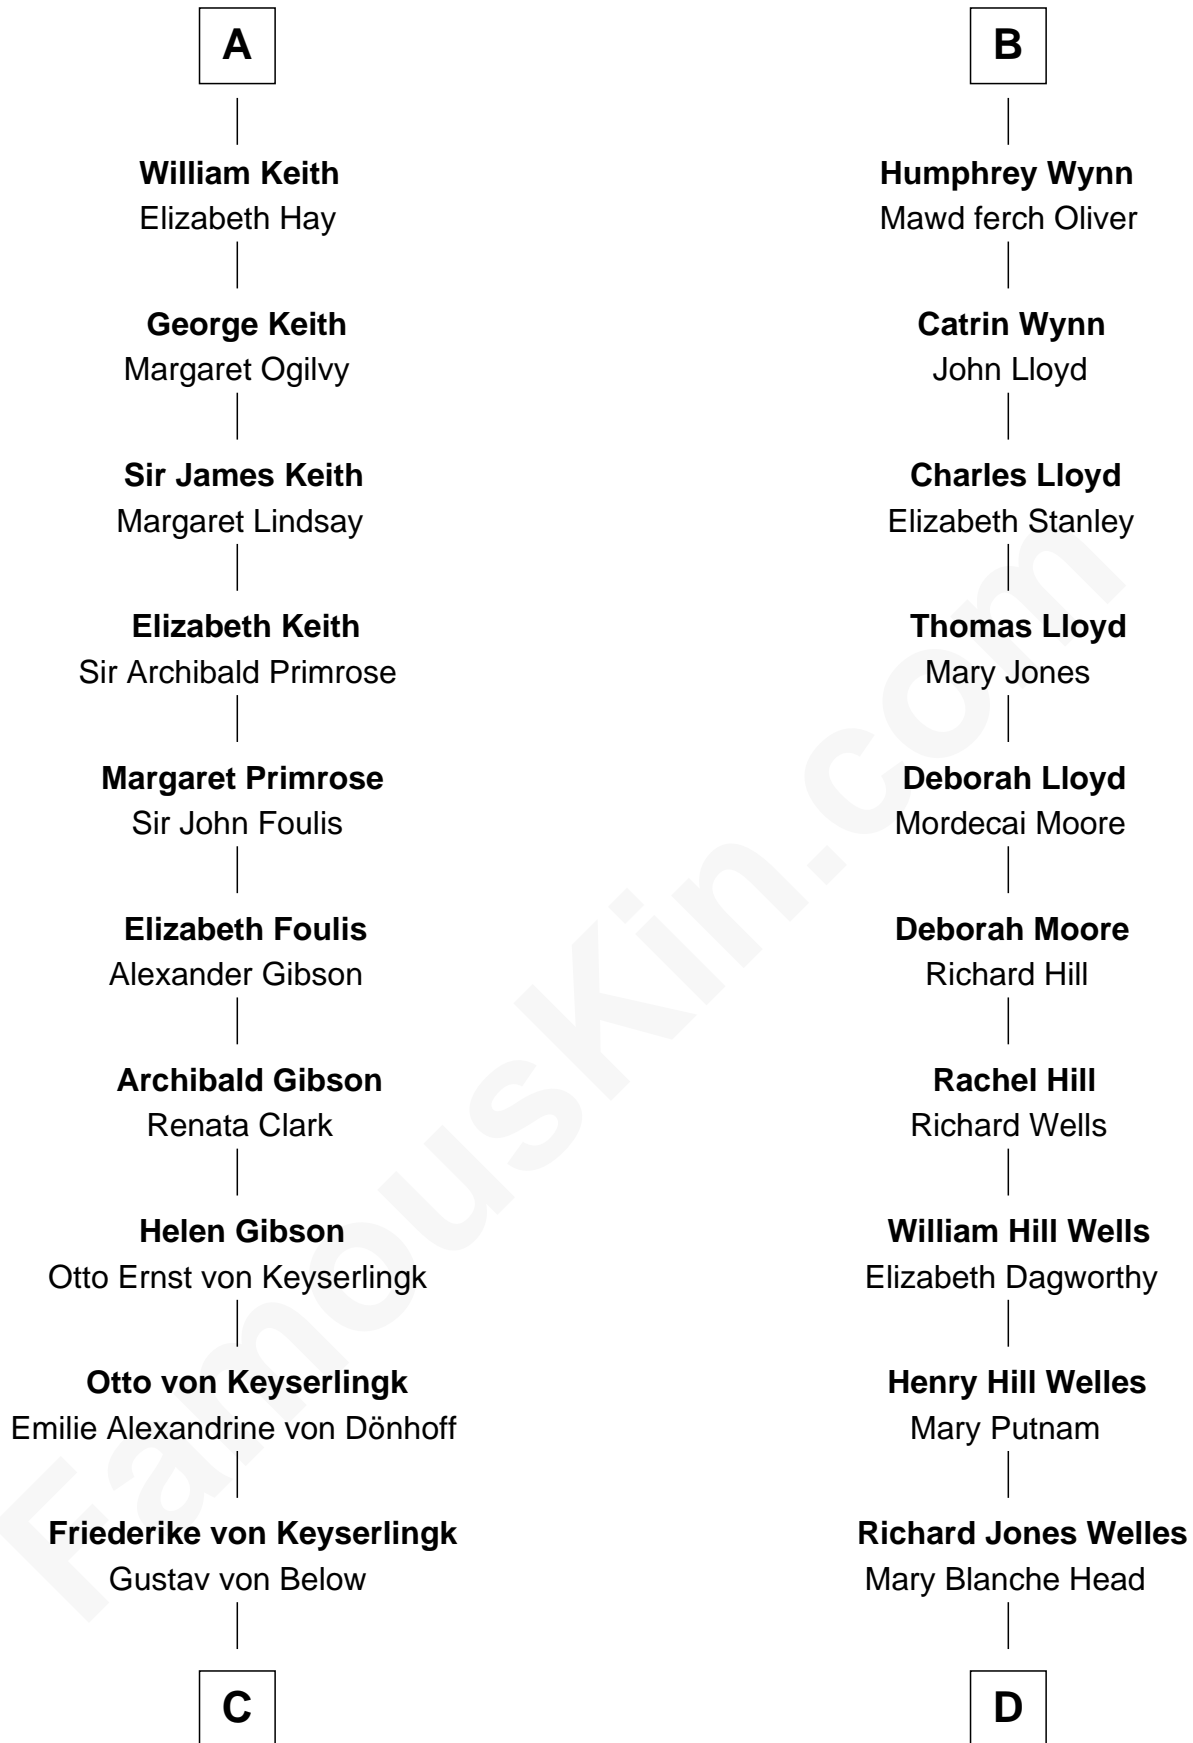 A
William Keith
Elizabeth Hay
George Keith
Margaret Ogilvy
Sir James Keith
Margaret Lindsay
Elizabeth Keith
Sir Archibald Primrose
Margaret Primrose
Sir John Foulis
Elizabeth Foulis
Alexander Gibson
Archibald Gibson
Renata Clark
Helen Gibson
Otto Ernst von Keyserlingk
Otto von Keyserlingk
Emilie Alexandrine von Dönhoff
Friederike von Keyserlingk
Gustav von Below
C
B
Humphrey Wynn
Mawd ferch Oliver
Catrin Wynn
John Lloyd
Charles Lloyd
Elizabeth Stanley
Thomas Lloyd
Mary Jones
Deborah Lloyd
Mordecai Moore
Deborah Moore
Richard Hill
Rachel Hill
Richard Wells
William Hill Wells
Elizabeth Dagworthy
Henry Hill Welles
Mary Putnam
Richard Jones Welles
Mary Blanche Head
D
FamousKin.com